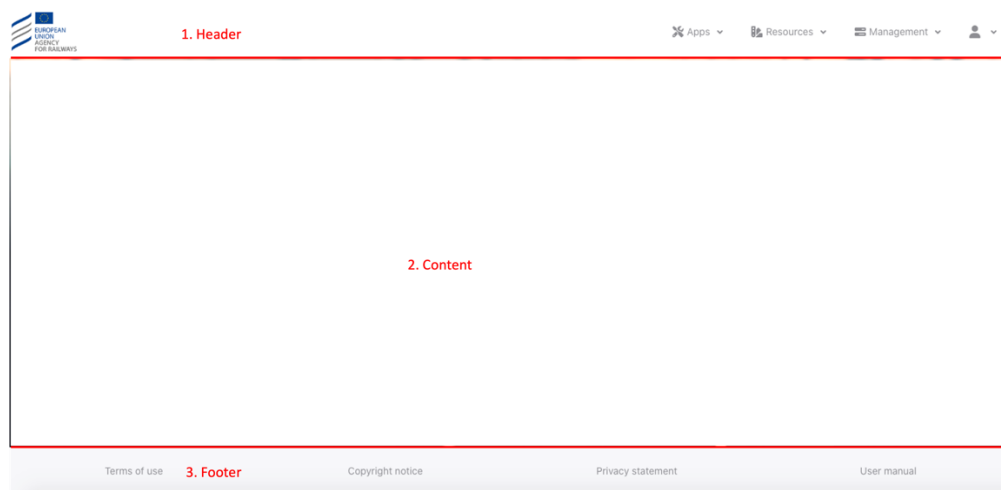 EUROPEAN
UNION
AGENCY
FOR RAILWAYS
1. Header
Apps
Resources
Management
2. Content
Terms of use
3. Footer
Copyright notice
Privacy statement
User manual